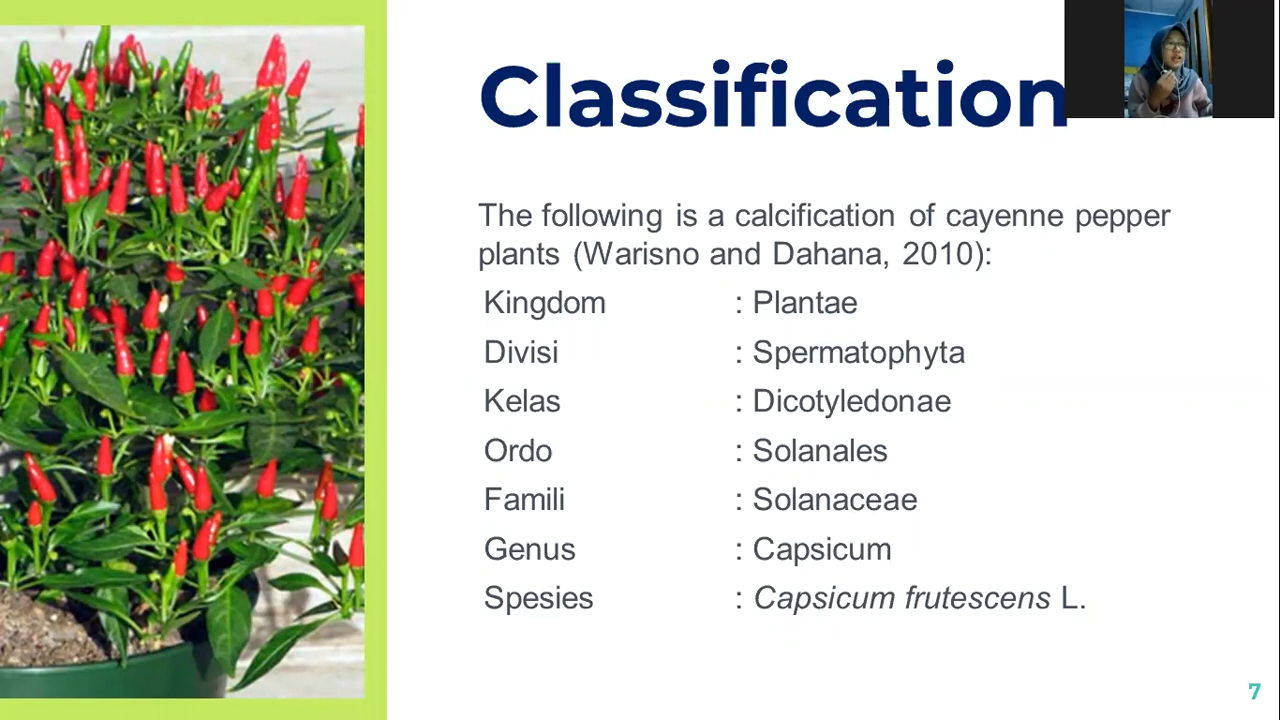 Classification
The following is a calcification of cayenne pepper
plants (Warisno and Dahana, 2010):
Kingdom : Plantae
Divisi : Spermatophyta
Kelas : Dicotyledonae
Ordo : Solanales
Famili : Solanaceae
Genus : Capsicum
Spesies : Capsicum frutescens L.
7